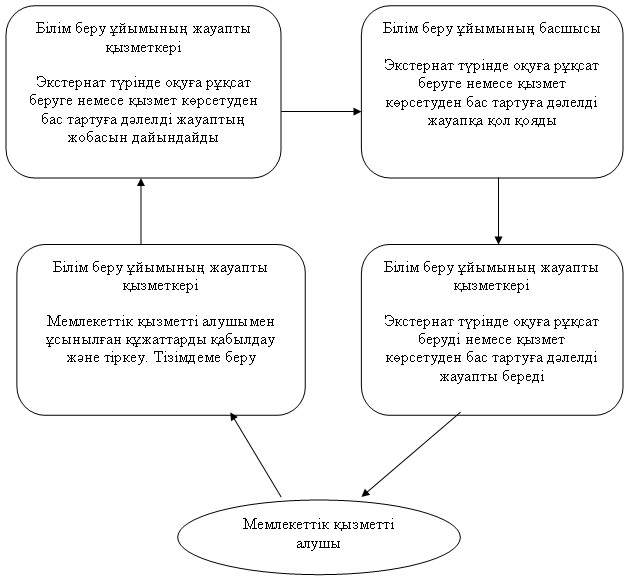 Білім беру ұйымының жауапты
қызметкері
Экстернат түрінде оқуға рұқсат
беруге немесе қызмет көрсетуден
бас тартуға дәлелді жауаптың
жобасын дайындайды
Білім беру ұйымының басшысы
Экстернат түрінде оқуға рұқсат
беруге немесе қызмет
көрсетуден бас тартуға дәлелді
жауапқа қол қояды
Білім беру ұйымының жауапты
қызметкері
Мемлекеттік қызметті алушымен
ұсынылған құжаттарды қабылдау
және тіркеу. Тізімдеме беру
Білім беру ұйымының жауапты
қызметкері
Экстернат түрінде оқуға рұқсат
беруді немесе қызмет
көрсетуден бас тартуға дәлелді
жауапты береді
Мемлекеттік қызметті
алушы